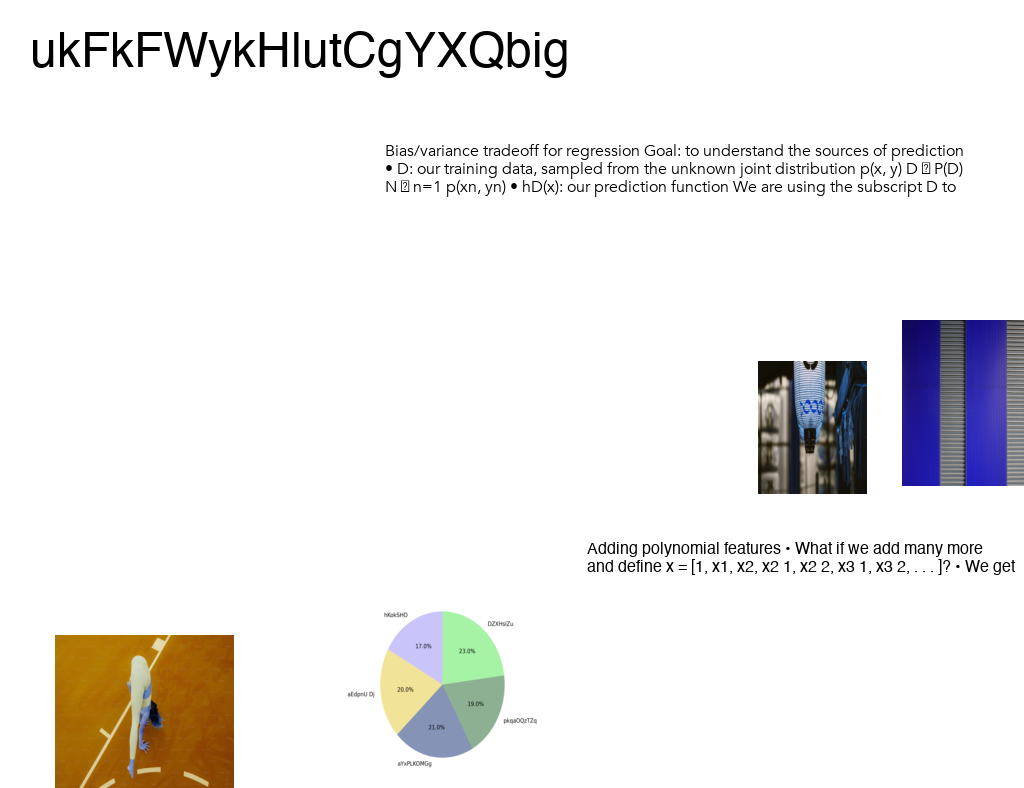 ukFkFWykHlutCgYXQbig
Bias/variance tradeoff for regression Goal: to understand the sources of prediction
• D: our training data, sampled from the unknown joint distribution p(x, y) D P(D)
N n=1 p(xn, yn) • hD(x): our prediction function We are using the subscript D to
Adding polynomial features • What if we add many more
and define x = [1, x1, x2, x2 1, x2 2, x3 1, x3 2, . . . ]? • We get
hKokSHO
DZXHsIZu
17.0%
23.0%
aEdpnU Dj
20.0%
19.0%
pkqaOQzTZq
21.0%
aYxPLKOMGg